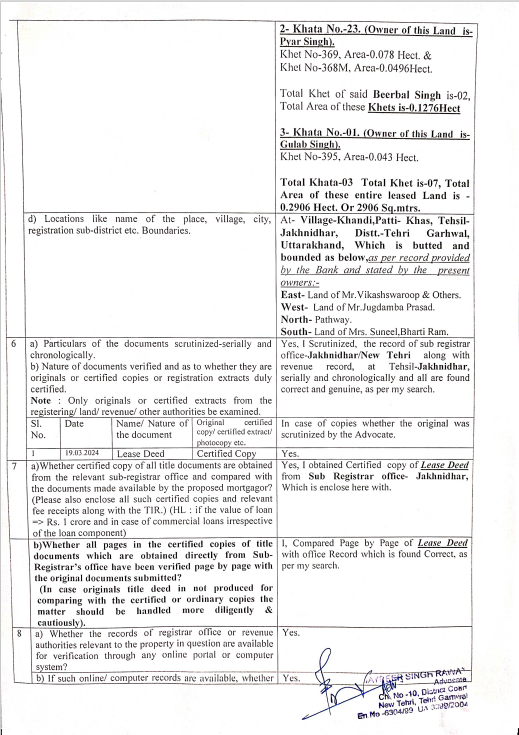 2- Khata No.-23. (Owner of this Land is-
Pyar Singh).
Khet No-369, Area-0.078 Hect. &
Khet No-368M, Area-0.0496Hect.
Total Khet of said Beerbal Singh is-02,
Total Area of these Khets is-0.1276Hect
3- Khata No.-01. (Owner of this Land is-
Gulab Singh).
Khet No-395, Area-0.043 Hect.
Total Khata-03 Total Khet is-07, Total
Area of these entire leased Land is -
0.2906 Hect. Or 2906 Sq.mtrs.
d) Locations like name of the place, village, city,
registration sub-district etc. Boundaries.
At- Village-Khandi,Patti- Khas, Tehsil-
Jakhnidhar, Distt.-Tehri Garhwal,
Uttarakhand, Which is butted and
bounded as below,as per record provided
by the Bank and stated by the present
owners:-
East- Land of Mr.Vikashswaroop & Others.
West- Land of Mr.Jugdamba Prasad.
North- Pathway.
South- Land of Mrs. Suneel,Bharti Ram.
6
a) Particulars of the documents scrutinized-serially and
chronologically.
b) Nature of documents verified and as to whether they are
originals or certified copies or registration extracts duly
certified.
Note : Only originals or certified extracts from the
registering/ land/ revenue/ other authorities be examined.
Yes, I Scrutinized, the record of sub registrar
office-Jakhnidhar/New Tehri along with
revenue record, at Tehsil-Jakhnidhar,
serially and chronologically and all are found
correct and genuine, as per my search.
Sl.
No.
Date
Name/ Nature of
the document
Original certified
copy/ certified extract/
photocopy etc.
In case of copies whether the original was
scrutinized by the Advocate.
1
19.03.2024
Lease Deed
Certified Copy
Yes.
7
a)Whether certified copy of all title documents are obtained
from the relevant sub-registrar office and compared with
the documents made available by the proposed mortgagor?
(Please also enclose all such certified copies and relevant
fee receipts along with the TIR.) (HL : if the value of loan
=> Rs. 1 crore and in case of commercial loans irrespective
of the loan component)
Yes, I obtained Certified copy of Lease Deed
from Sub Registrar office- Jakhnidhar,
Which is enclose here with.
b)Whether all pages in the certified copies of title
documents which are obtained directly from Sub-
Registrar's office have been verified page by page with
the original documents submitted?
(In case originals title deed in not produced for
comparing with the certified or ordinary copies the
matter should be handled more diligently &
cautiously).
I, Compared Page by Page of Lease Deed
with office Record which is found Correct, as
per my search.
8
a) Whether the records of registrar office or revenue
authorities relevant to the property in question are available
for verification through any online portal or computer
system?
Yes.
b) If such online/ computer records are available, whether
Yes.
SINGH RAWAT
Advocate
Ch. No -10, District Court
New Tehri, Tehri Garhwal